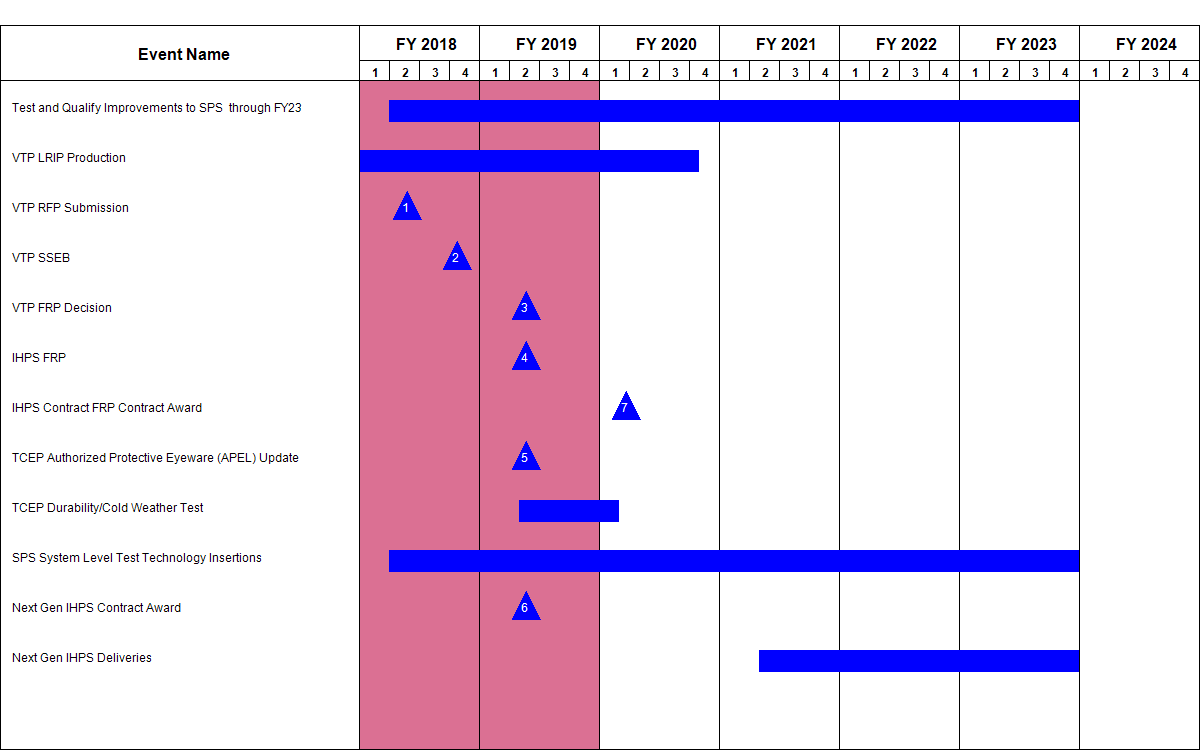 Event Name
FY 2018 FY 2019 FY 2020 FY 2021 FY 2022 FY 2023 FY 2024
1 2 3 4 1 2 3 4 1 2 3 4 1 2 3 4 1 2 3 4 1 2 3 4 1 2 3 4
Test and Qualify Improvements to SPS  through FY23
VTP LRIP Production
VTP RFP Submission
1
VTP SSEB
2
VTP FRP Decision
3
IHPS FRP
4
IHPS Contract FRP Contract Award
7
TCEP Authorized Protective Eyeware (APEL) Update
5
TCEP Durability/Cold Weather Test
SPS System Level Test Technology Insertions
Next Gen IHPS Contract Award
6
Next Gen IHPS Deliveries